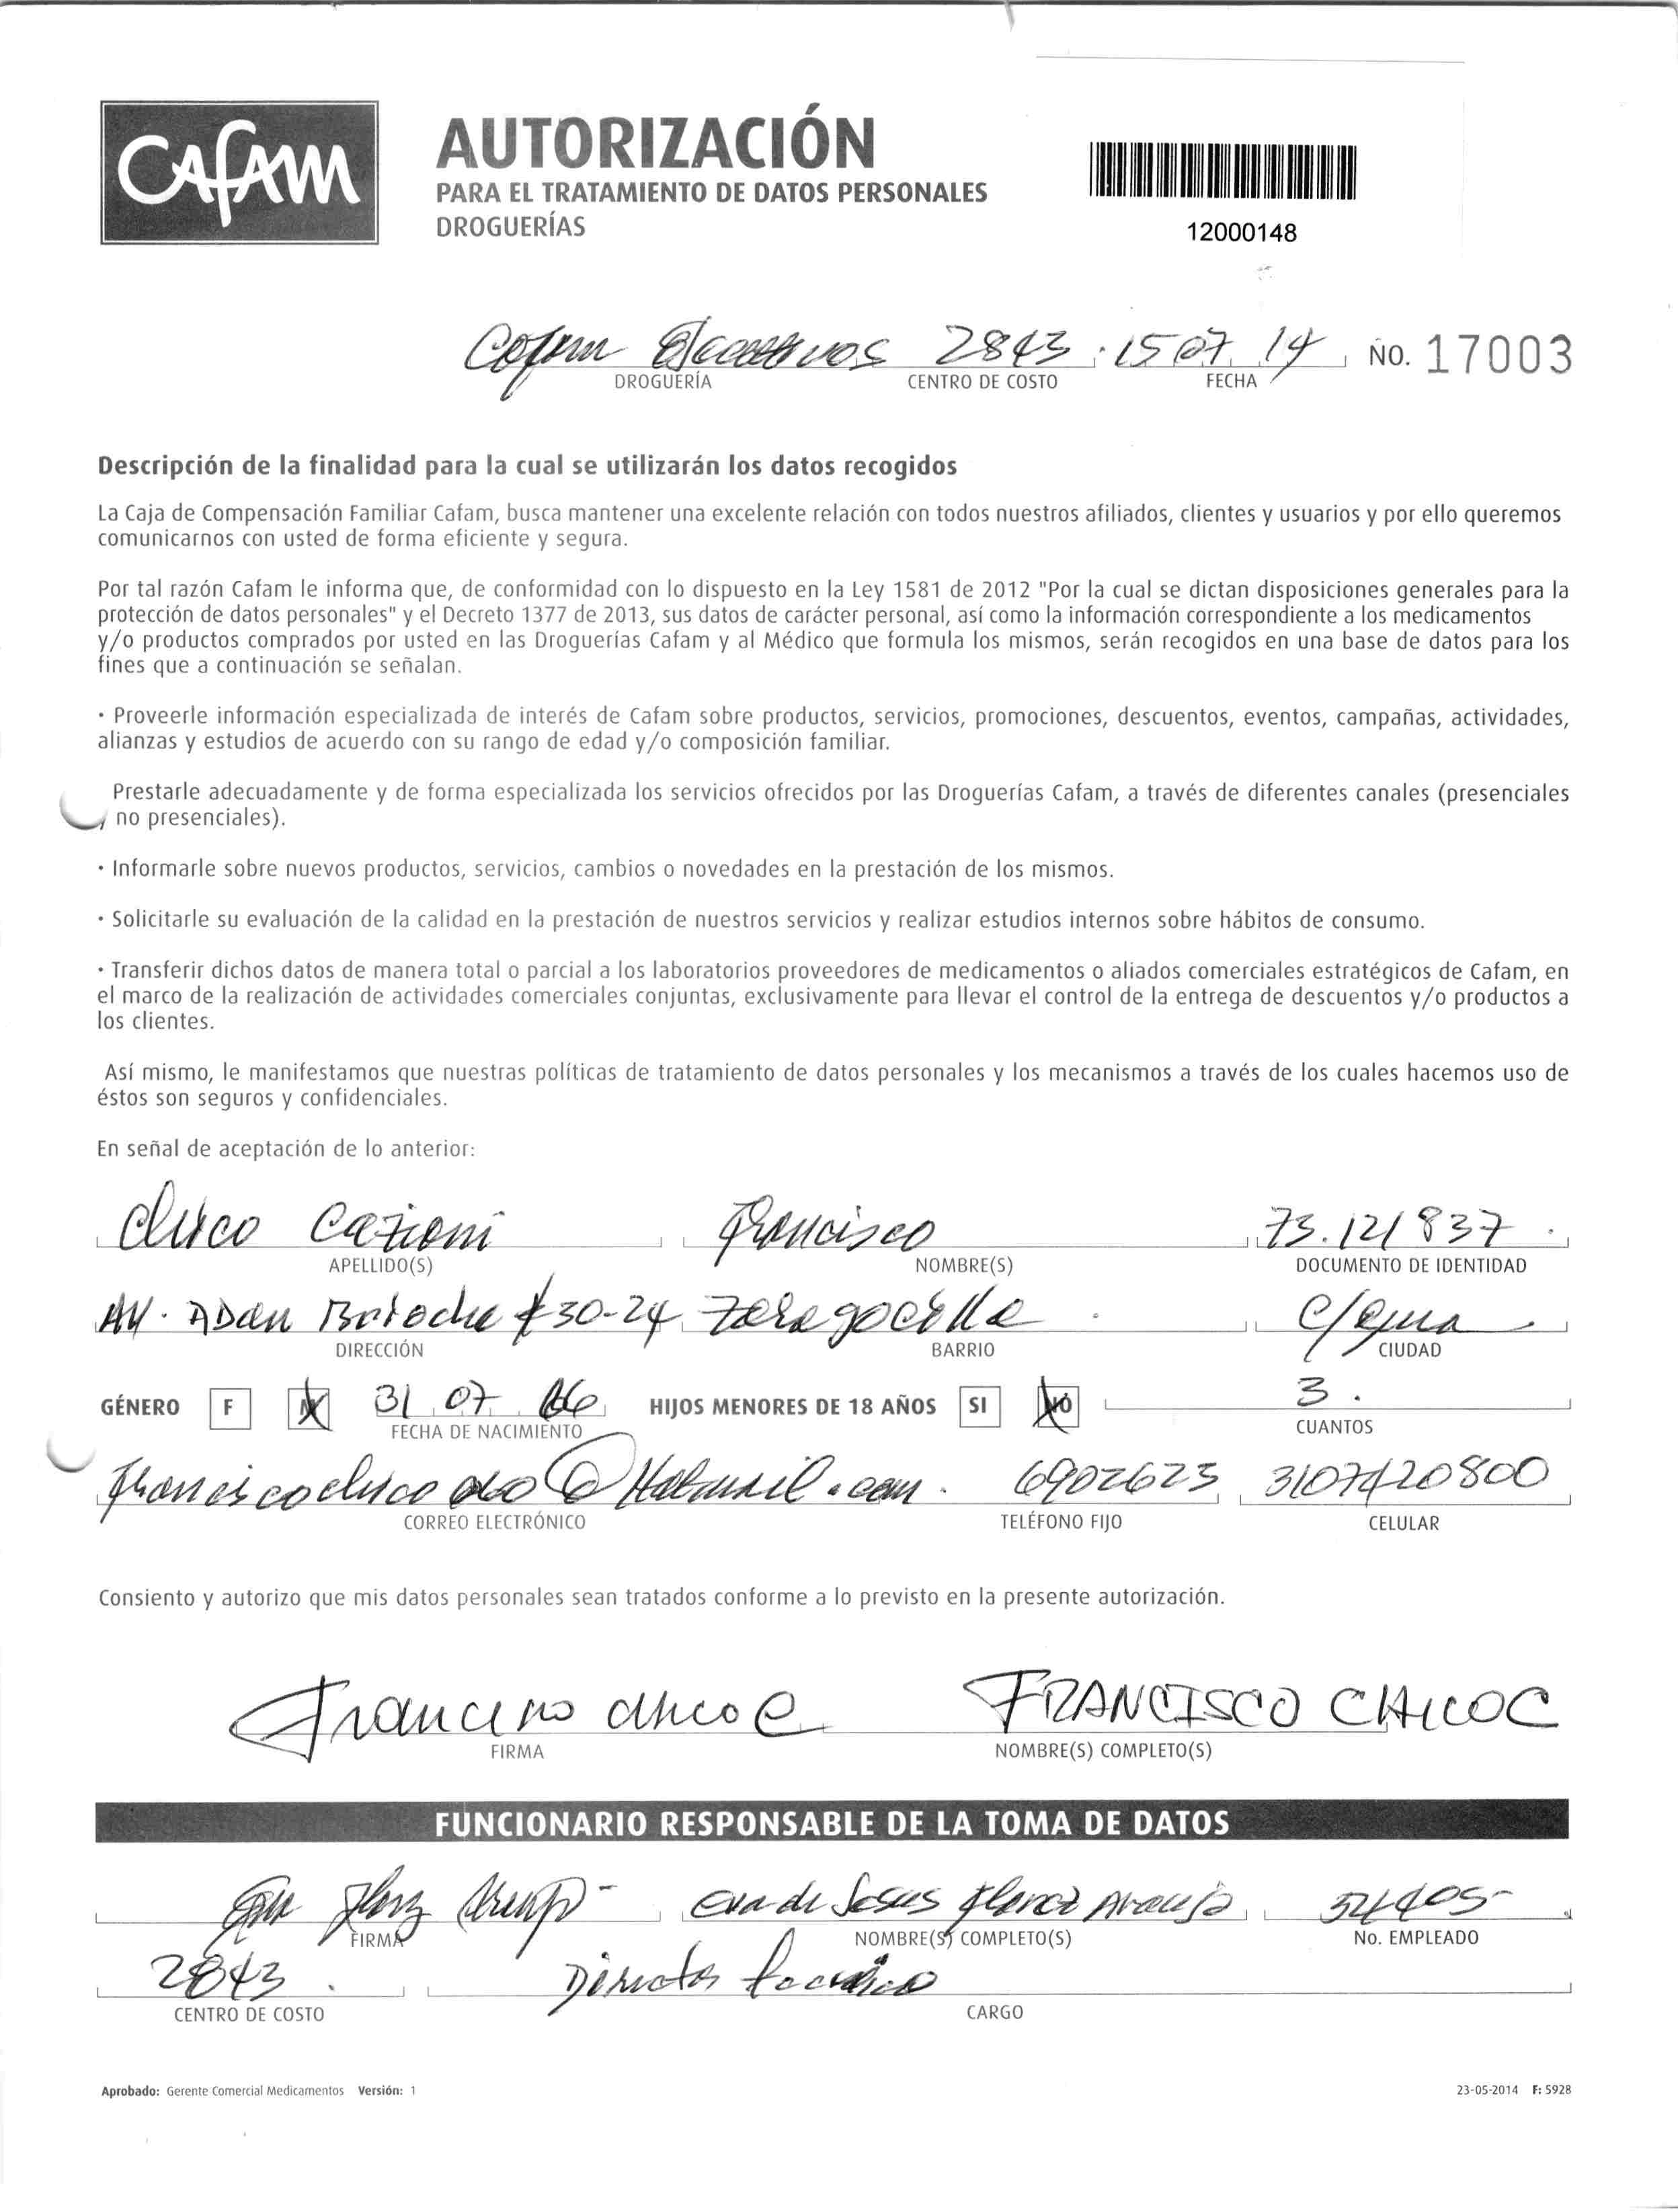 Cafam
AUTORIZACIÓN
PARA EL TRATAMIENTO DE DATOS PERSONALES
DROGUERÍAS
12000148
Cafam 2843 · 15 07 14 NO. 17003
DROGUERÍA CENTRO DE COSTO FECHA
Descripción de la finalidad para la cual se utilizarán los datos recogidos
La Caja de Compensación Familiar Cafam, busca mantener una excelente relación con todos nuestros afiliados, clientes y usuarios y por ello queremos
comunicarnos con usted de forma eficiente y segura.
Por tal razón Cafam le informa que, de conformidad con lo dispuesto en la Ley 1581 de 2012 "Por la cual se dictan disposiciones generales para la
protección de datos personales" y el Decreto 1377 de 2013, sus datos de carácter personal, así como la información correspondiente a los medicamentos
y/o productos comprados por usted en las Droguerías Cafam y al Médico que formula los mismos, serán recogidos en una base de datos para los
fines que a continuación se señalan.
· Proveerle información especializada de interés de Cafam sobre productos, servicios, promociones, descuentos, eventos, campañas, actividades,
alianzas y estudios de acuerdo con su rango de edad y/o composición familiar.
Prestarle adecuadamente y de forma especializada los servicios ofrecidos por las Droguerías Cafam, a través de diferentes canales (presenciales
no presenciales).
· Informarle sobre nuevos productos, servicios, cambios o novedades en la prestación de los mismos.
· Solicitarle su evaluación de la calidad en la prestación de nuestros servicios y realizar estudios internos sobre hábitos de consumo.
· Transferir dichos datos de manera total o parcial a los laboratorios proveedores de medicamentos o aliados comerciales estratégicos de Cafam, en
el marco de la realización de actividades comerciales conjuntas, exclusivamente para llevar el control de la entrega de descuentos y/o productos a
los clientes.
Así mismo, le manifestamos que nuestras políticas de tratamiento de datos personales y los mecanismos a través de los cuales hacemos uso de
éstos son seguros y confidenciales.
En señal de aceptación de lo anterior:
Chico Francisco 73.121837
APELLIDO(S) NOMBRE(S) DOCUMENTO DE IDENTIDAD
AV. ADan #30-24 Zaragocilla C/gena
DIRECCIÓN BARRIO CIUDAD
GÉNERO F M 31 07 66 HIJOS MENORES DE 18 AÑOS SI NO 3.
FECHA DE NACIMIENTO CUANTOS
6902623 3107420800
CORREO ELECTRÓNICO TELÉFONO FIJO CELULAR
Consiento y autorizo que mis datos personales sean tratados conforme a lo previsto en la presente autorización.
Francisco chico C FRANCISCO CHICO C
FIRMA NOMBRE(S) COMPLETO(S)
FUNCIONARIO RESPONSABLE DE LA TOMA DE DATOS
Eva de Jesus Florez Araujo 54405-
FIRMA NOMBRE(S) COMPLETO(S) No. EMPLEADO
2843 Director
CENTRO DE COSTO CARGO
Aprobado: Gerente Comercial Medicamentos Versión: 1 23-05-2014 F: 5928